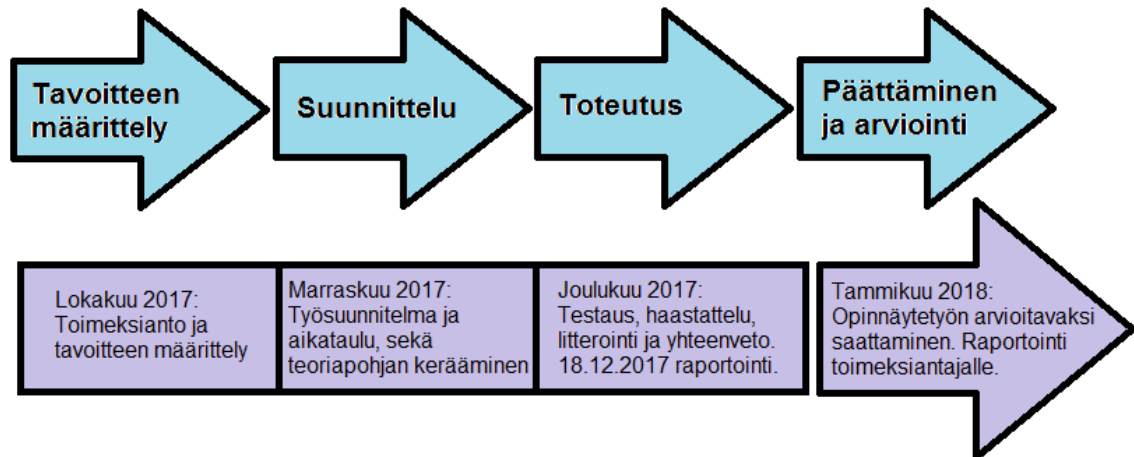 Tavoitteen
määrittely
Suunnittelu
Toteutus
Päättäminen
ja arviointi
Lokakuu 2017:
Toimeksianto ja
tavoitteen määrittely
Marraskuu 2017:
Työsuunnitelma ja
aikataulu, sekä
teoriapohjan kerääminen
Joulukuu 2017:
Testaus, haastattelu,
litterointi ja yhteenveto.
18.12.2017 raportointi.
Tammikuu 2018:
Opinnäytetyön arvioitavaksi
saattaminen. Raportointi
toimeksiantajalle.